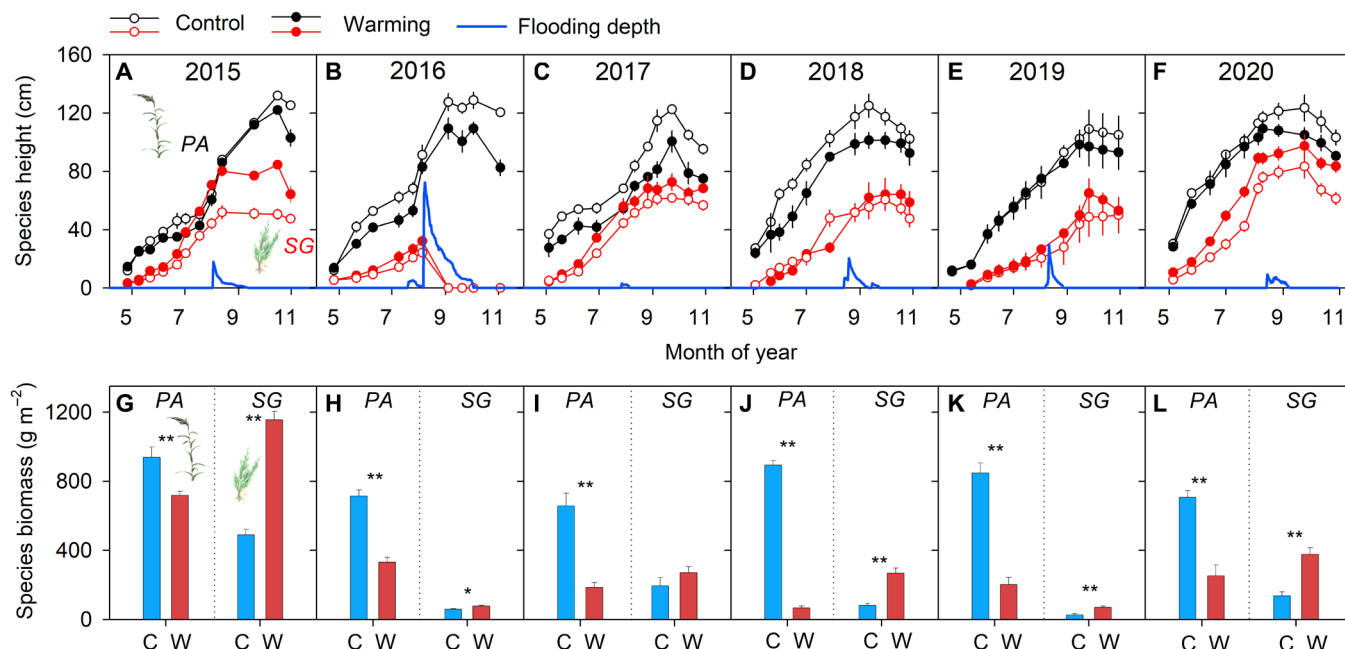 Control Warming Flooding depth
Species height (cm)
160
120
80
40
0
A 2015
B 2016
C 2017
D 2018
E 2019
F 2020
PA
SG
5 7 9 11 5 7 9 11 5 7 9 11 5 7 9 11 5 7 9 11 5 7 9 11
Month of year
Species biomass (g m⁻²)
1200
800
400
0
G PA SG
H PA SG
I PA SG
J PA SG
K PA SG
L PA SG
** **
** *
**
** **
** **
** **
C W C W C W C W C W C W C W C W C W C W C W C W